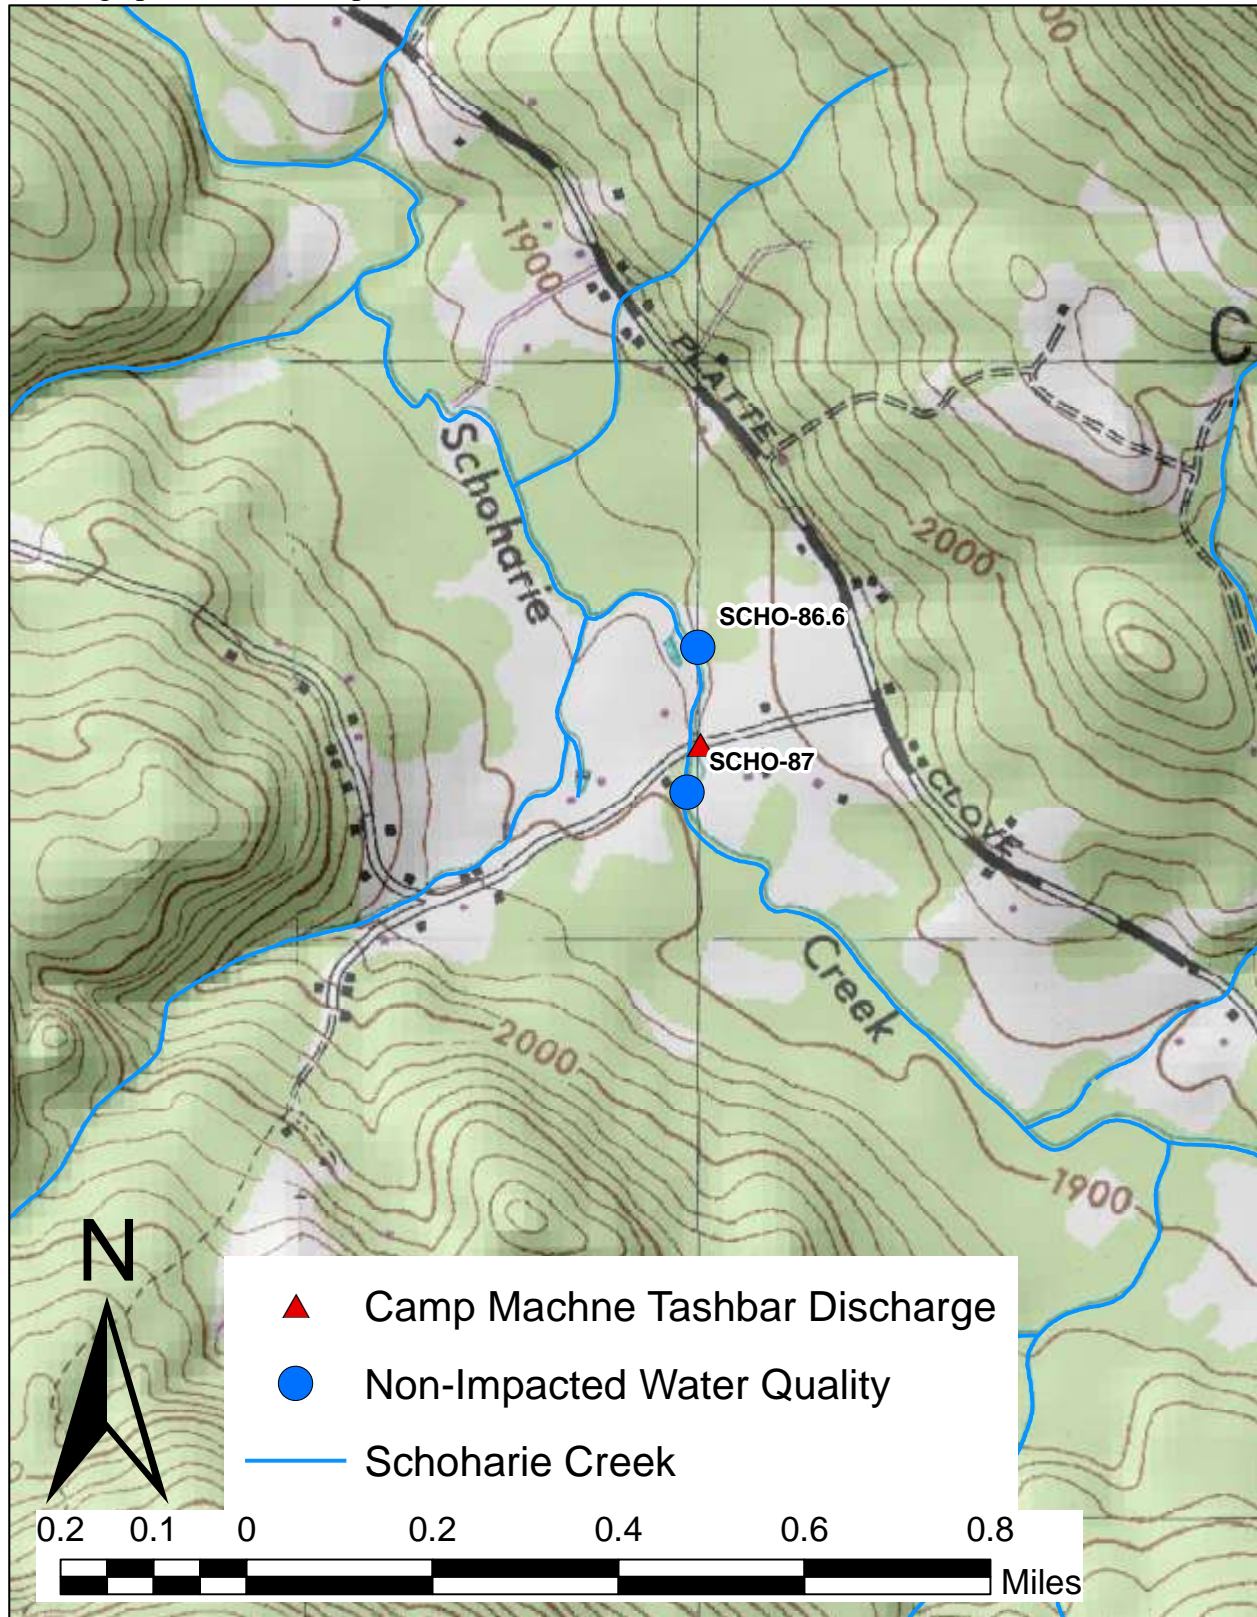 00
1900
PLATTE
C
Schoharie
2000
SCHO-86.6
SCHO-87
CLOVE
Creek
2000
1900
N
Camp Machne Tashbar Discharge
Non-Impacted Water Quality
Schoharie Creek
0.2 0.1 0 0.2 0.4 0.6 0.8
Miles